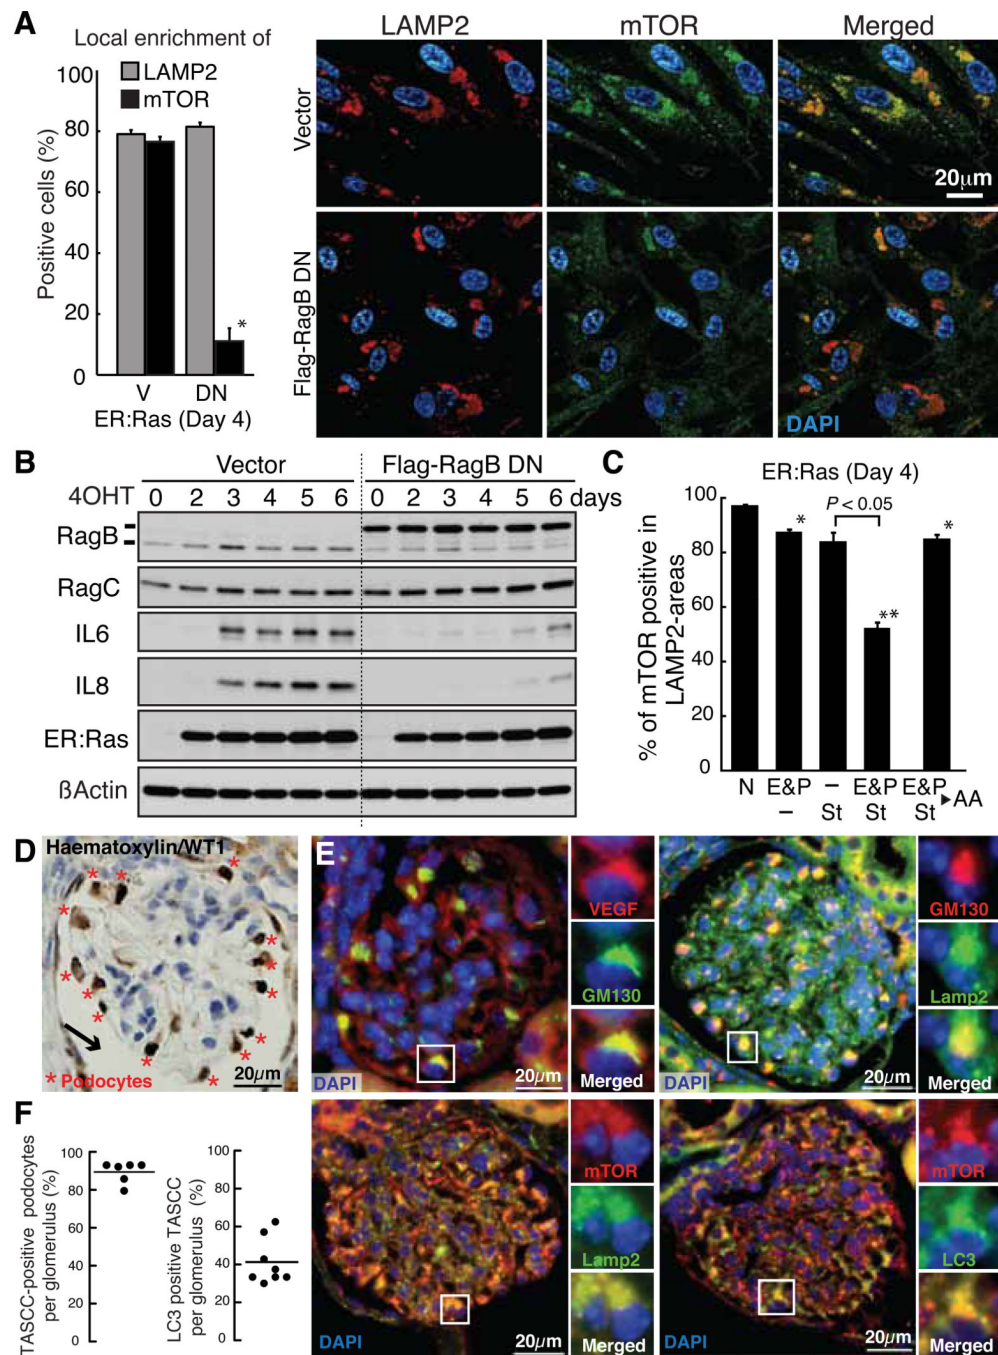 A
Local enrichment of
LAMP2
mTOR
Positive cells (%)
100
80
60
40
20
0
*
V DN
ER:Ras (Day 4)
LAMP2 mTOR Merged
Vector
20μm
Flag-RagB DN
DAPI
B
Vector Flag-RagB DN
4OHT 0 2 3 4 5 6 0 2 3 4 5 6 days
RagB
RagC
IL6
IL8
ER:Ras
ßActin
C
ER:Ras (Day 4)
% of mTOR positive in
LAMP2-areas
100
80
60
40
20
0
*
P < 0.05
**
*
N E&P – E&P E&P
– St St St ▶AA
D
Haematoxylin/WT1
* * * * * * * * * * * * * *
* Podocytes
20μm
E
VEGF
GM130
Merged
DAPI
20μm
GM130
Lamp2
Merged
DAPI
20μm
mTOR
Lamp2
Merged
DAPI
20μm
mTOR
LC3
Merged
DAPI
20μm
F
TASCC-positive podocytes
per glomerulus (%)
100
80
60
40
20
0
LC3 positive TASCC
per glomerulus (%)
100
80
60
40
20
0